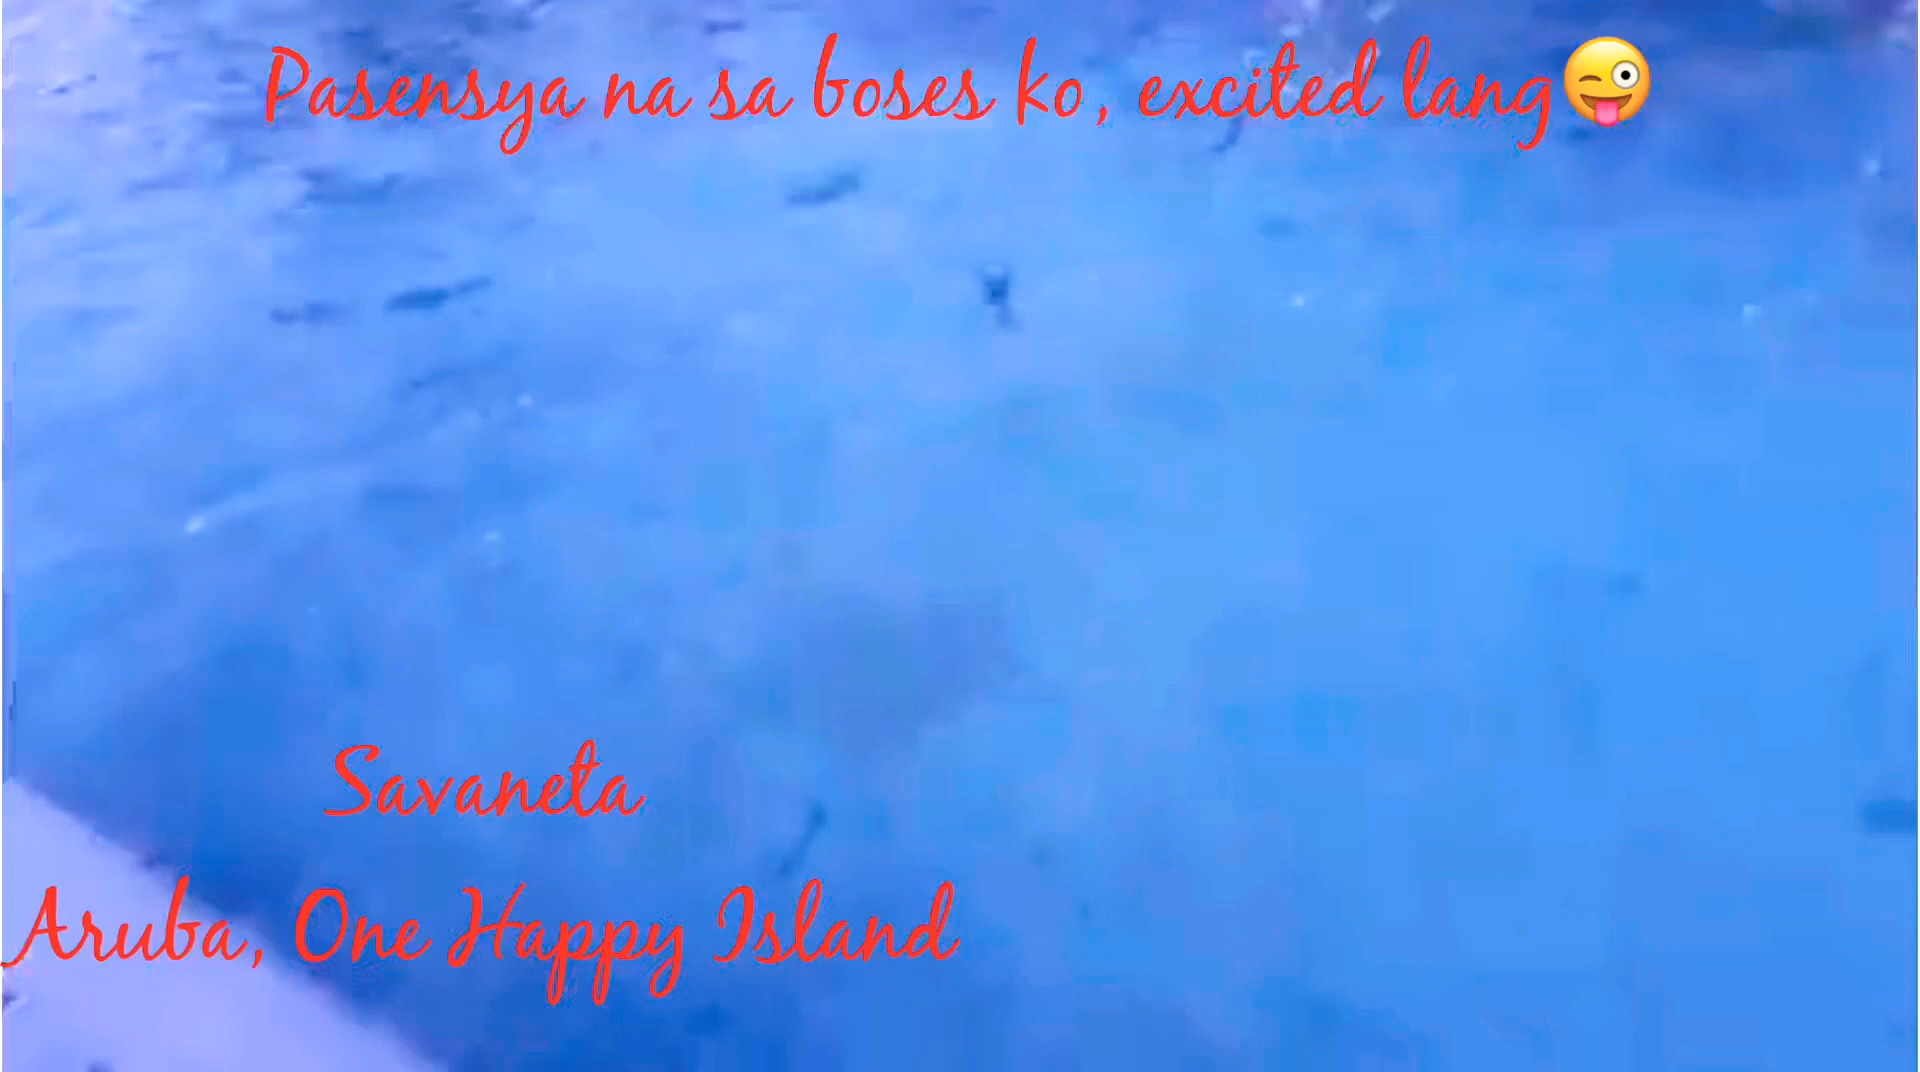 Pasensya na sa boses ko, excited lang😜
Savaneta
Aruba, One Happy Island